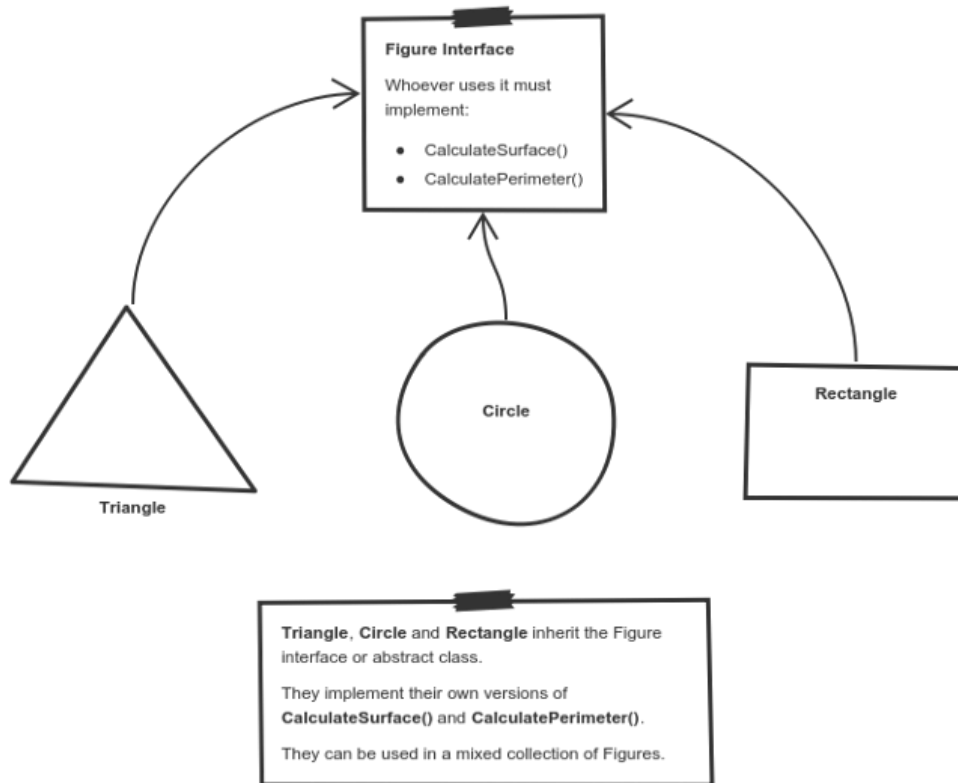 Figure Interface
Whoever uses it must
implement:
• CalculateSurface()
• CalculatePerimeter()
Triangle
Circle
Rectangle
Triangle, Circle and Rectangle inherit the Figure
interface or abstract class.
They implement their own versions of
CalculateSurface() and CalculatePerimeter().
They can be used in a mixed collection of Figures.